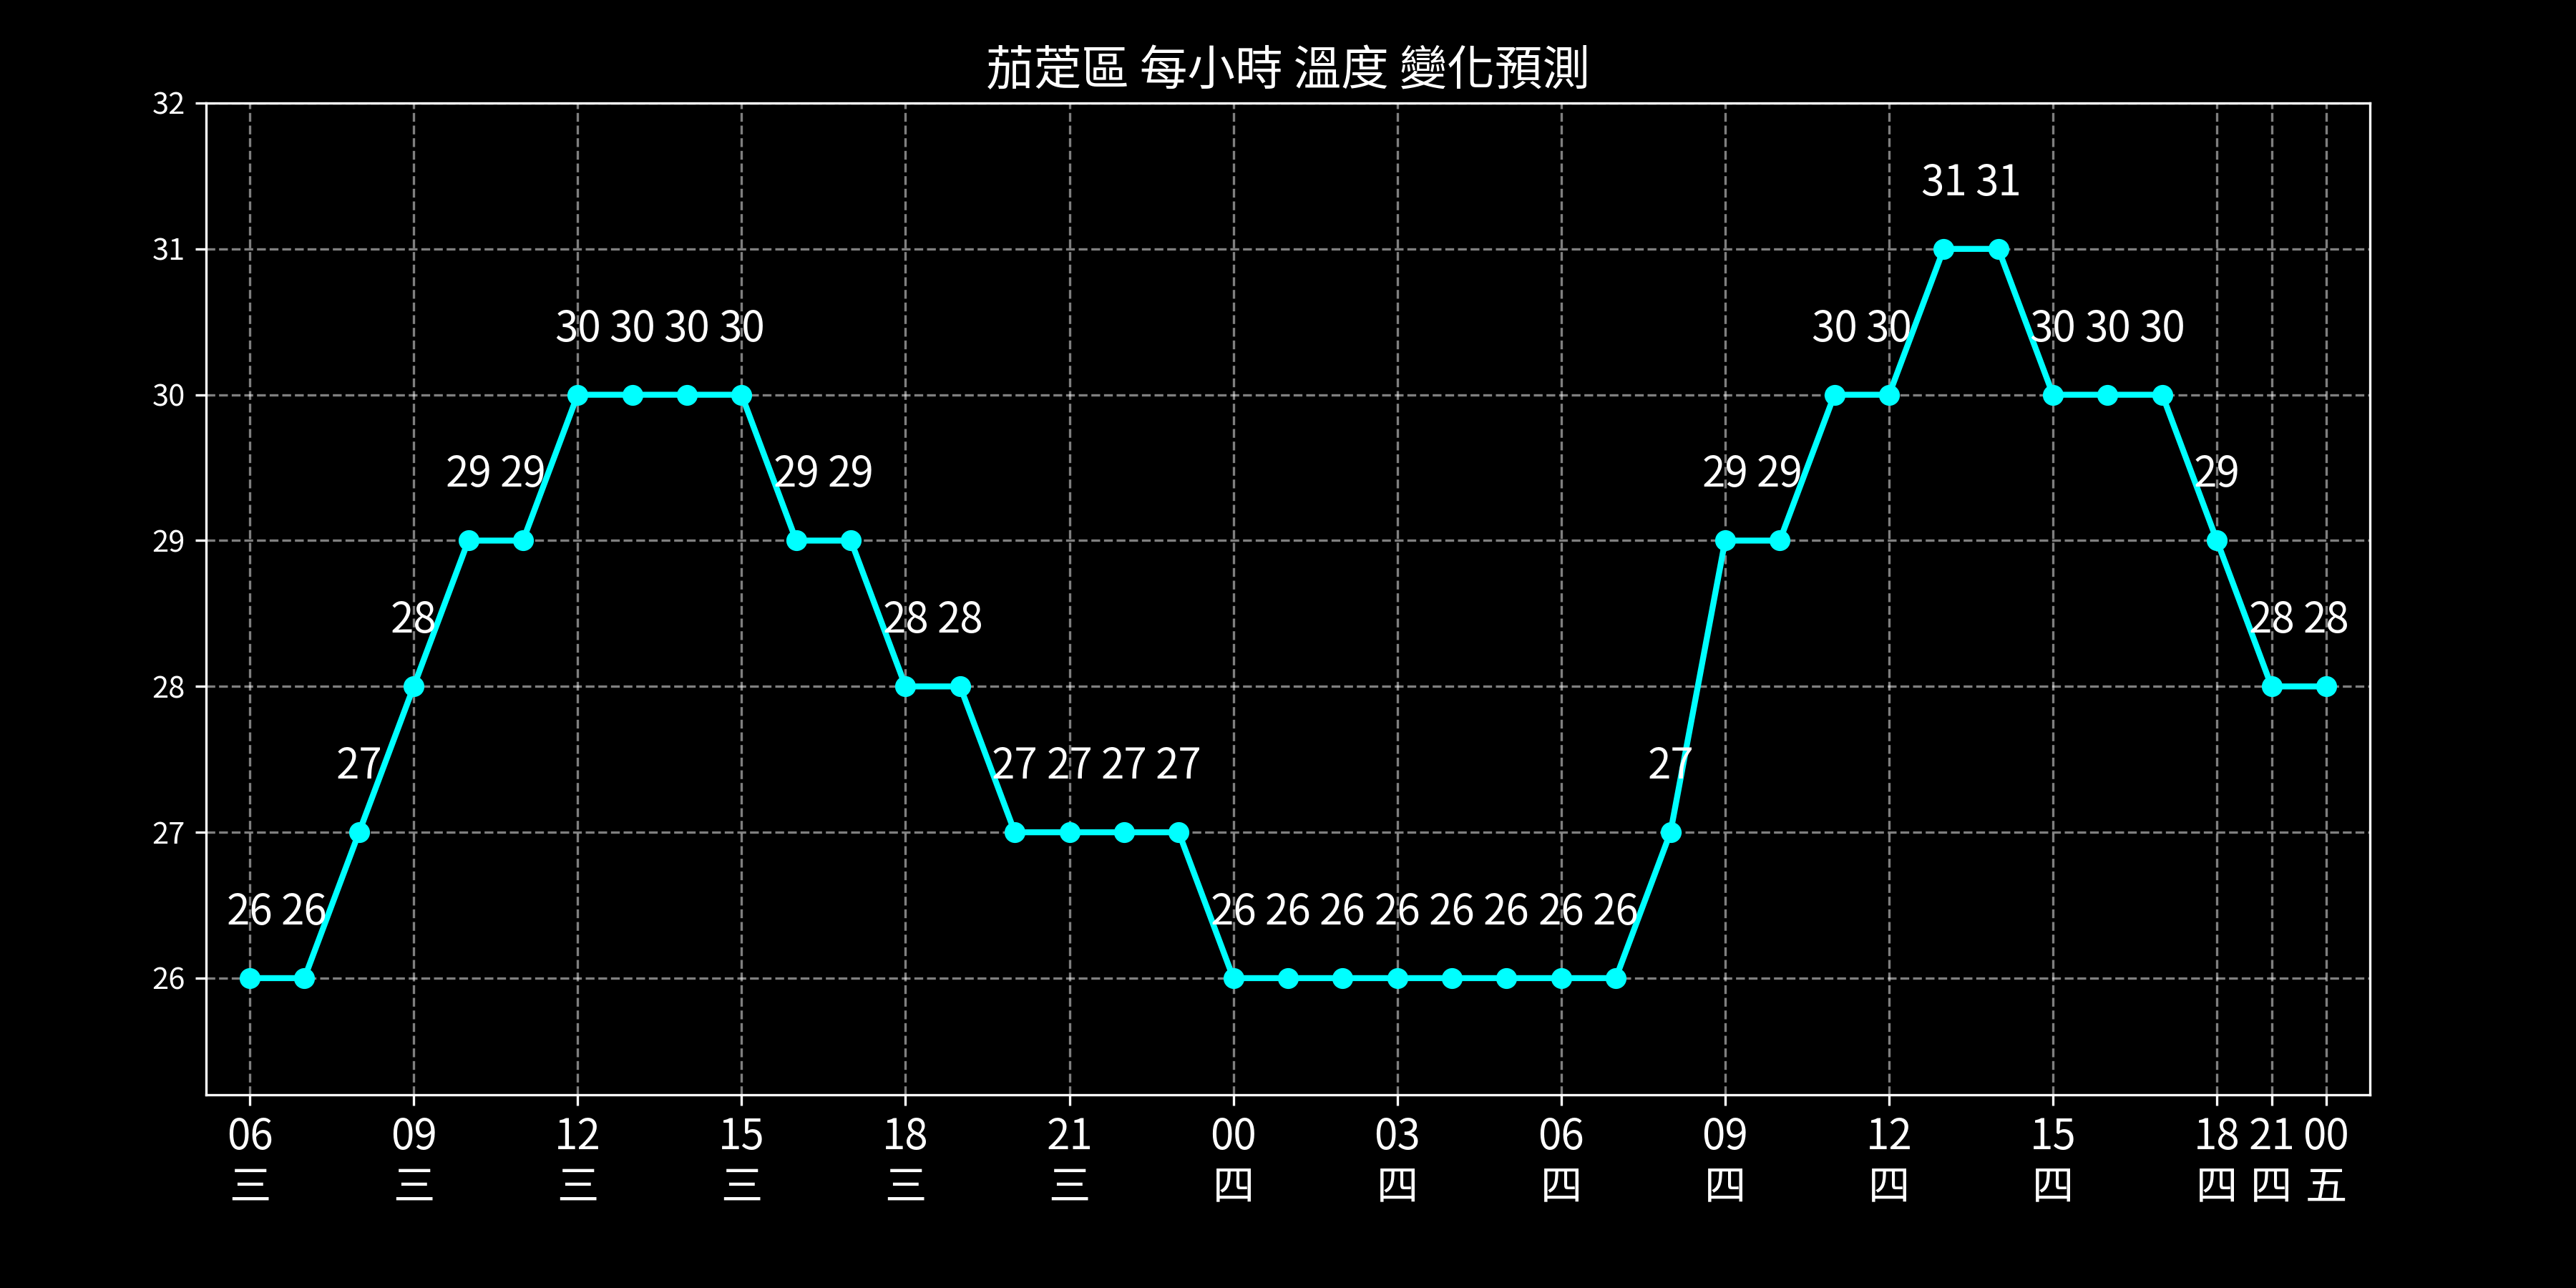 茄萣區 每小時 溫度 變化預測
32
31 31
31
30 30 30 30 30 30 30 30 30
30
29 29 29 29 29 29 29
29
28 28 28 28 28
28
27 27 27 27 27 27
27
26 26 26 26 26 26 26 26 26 26
26
06 09 12 15 18 21 00 03 06 09 12 15 18 21 00
三 三 三 三 三 三 四 四 四 四 四 四 四 四 五